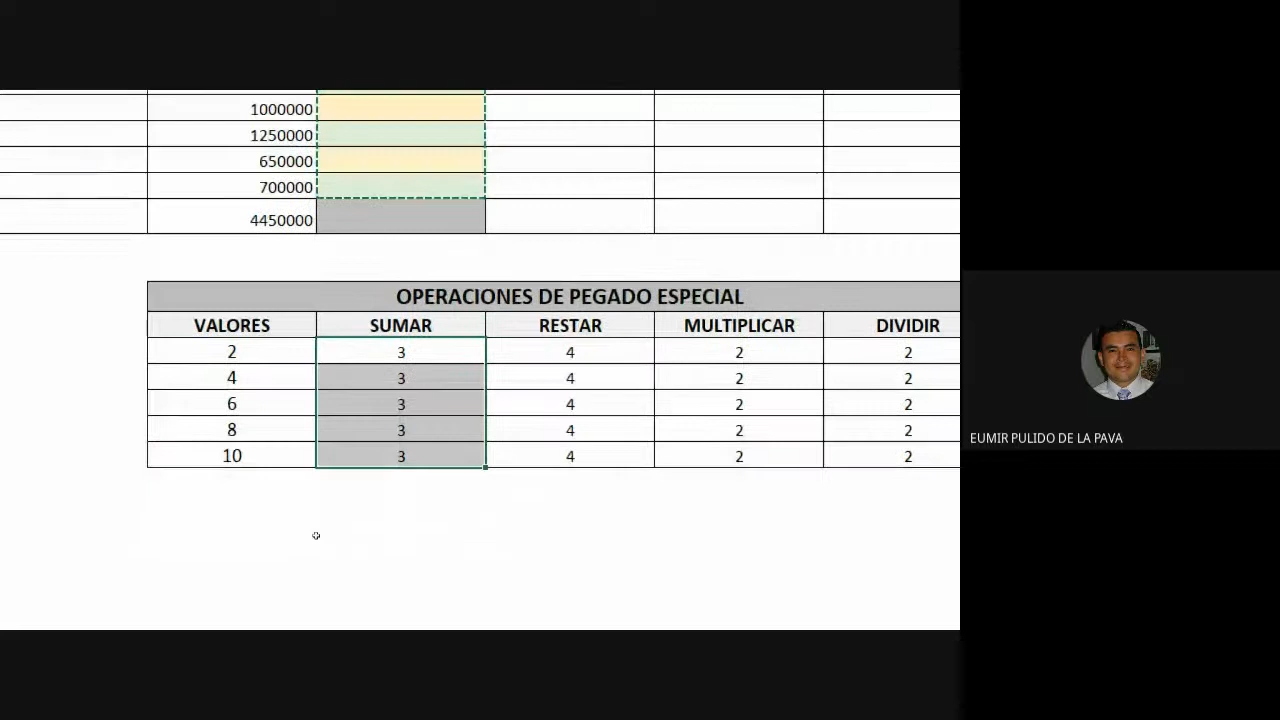 1000000
1250000
650000
700000
4450000
OPERACIONES DE PEGADO ESPECIAL
VALORES SUMAR RESTAR MULTIPLICAR DIVIDIR
2 3 4 2 2
4 3 4 2 2
6 3 4 2 2
8 3 4 2 2
10 3 4 2 2
EUMIR PULIDO DE LA PAVA